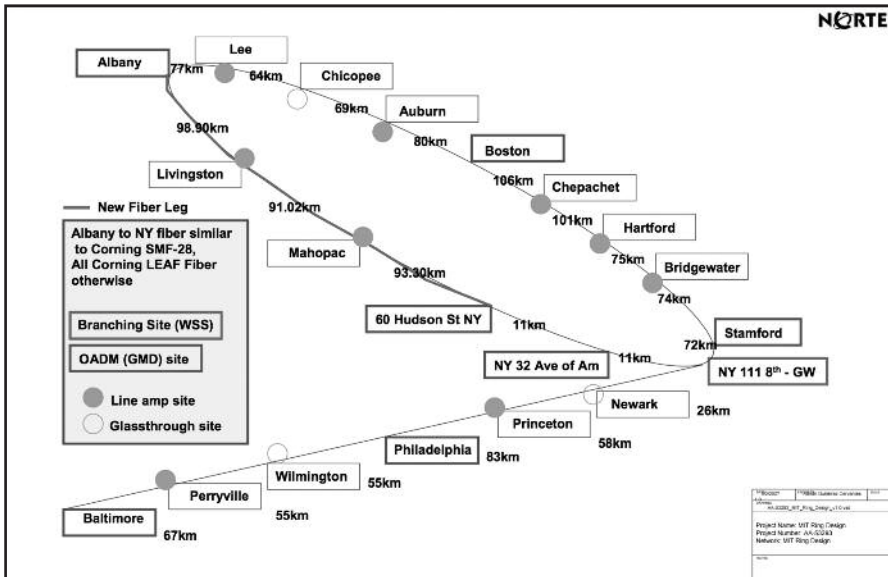 NORTE
Lee
Albany
77km
64km
Chicopee
69km
Auburn
98.90km
80km
Boston
Livingston
106km
Chepachet
New Fiber Leg
91.02km
101km
Hartford
Albany to NY fiber similar
to Corning SMF-28,
All Corning LEAF Fiber
otherwise
Mahopac
75km
Bridgewater
93.30km
74km
Branching Site (WSS)
60 Hudson St NY
11km
Stamford
72km
OADM (GMD) site
NY 32 Ave of Am
11km
NY 111 8th - GW
Line amp site
Newark
26km
Glassthrough site
Princeton
58km
Philadelphia
83km
Wilmington
55km
Perryville
55km
Baltimore
67km
Project Name: MIT Ring Design
Project Number: AA-53263
Network: MIT Ring Design